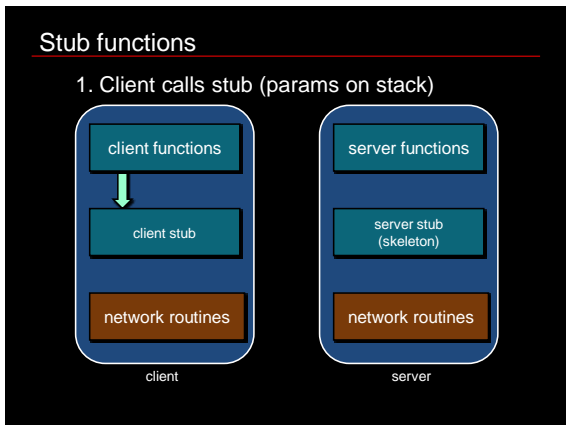 Stub functions
1. Client calls stub (params on stack)
client functions
client stub
network routines
client
server functions
server stub
(skeleton)
network routines
server